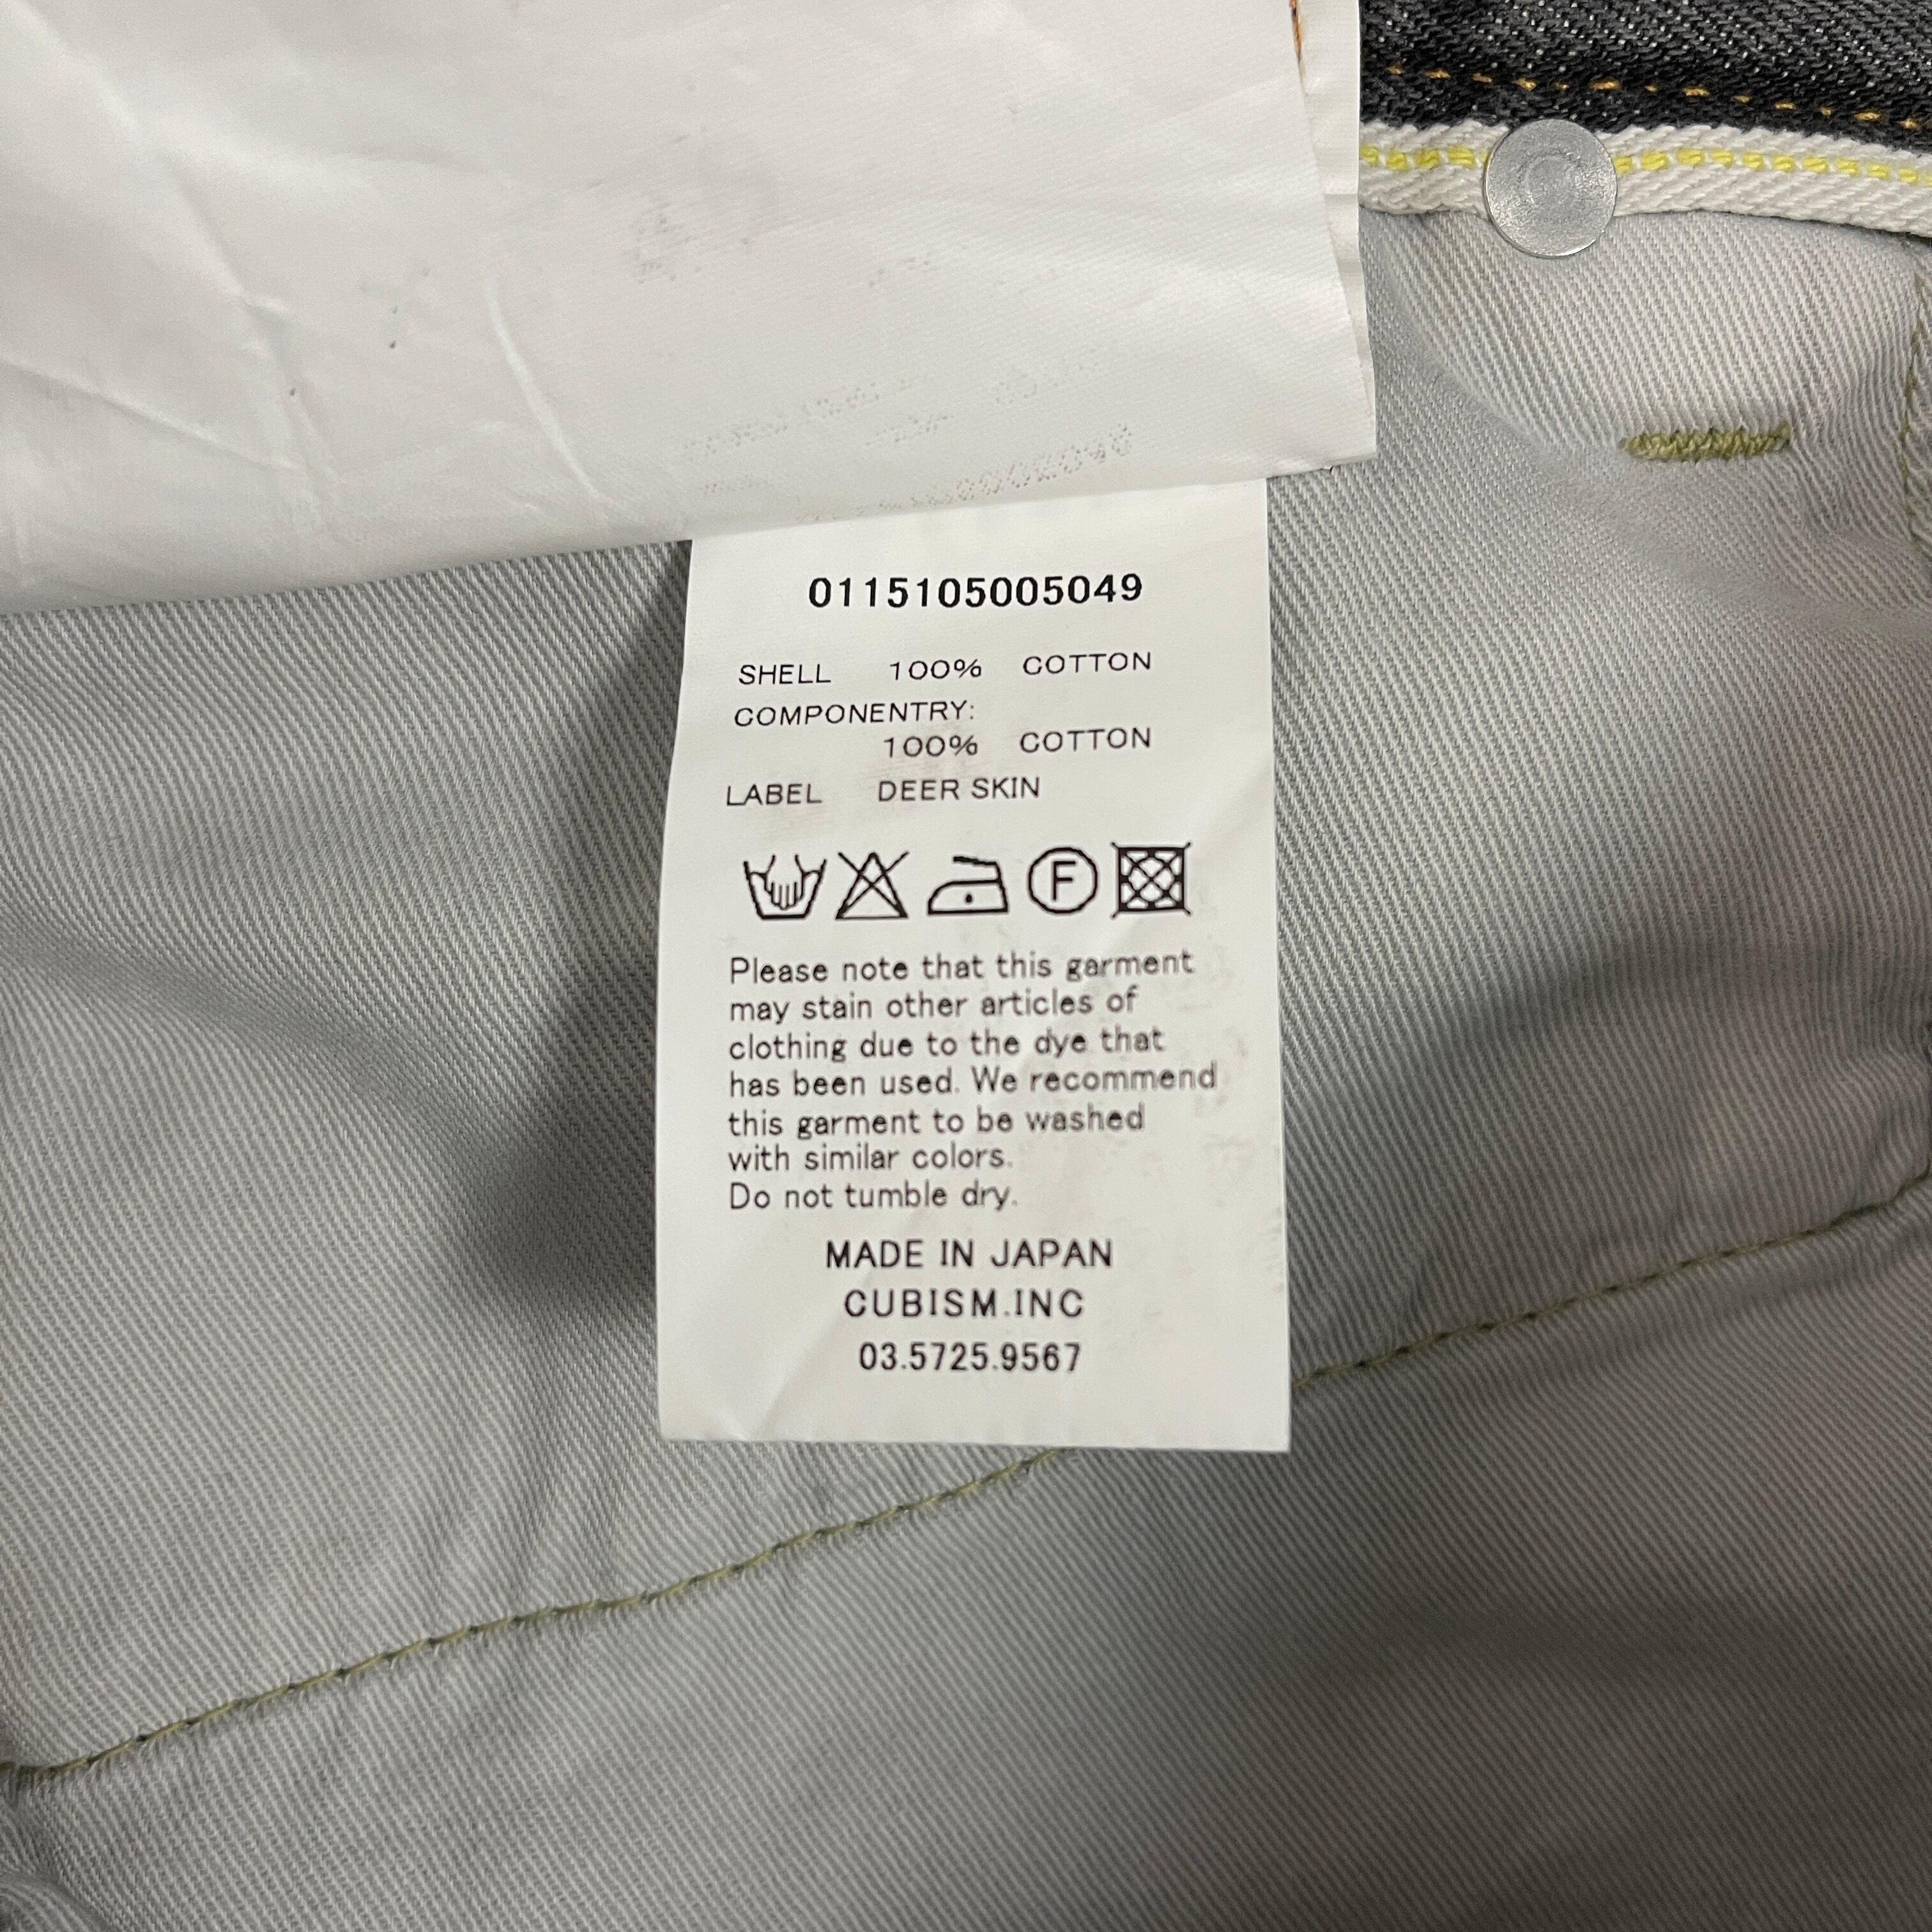 0115105005049
SHELL 100% COTTON
COMPONENTRY:
100% COTTON
LABEL DEER SKIN
F
Please note that this garment
may stain other articles of
clothing due to the dye that
has been used. We recommend
this garment to be washed
with similar colors.
Do not tumble dry.
MADE IN JAPAN
CUBISM.INC
03.5725.9567